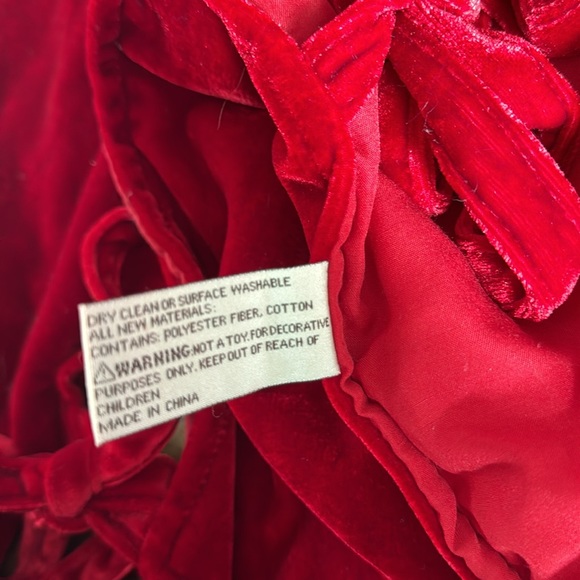 DRY CLEAN OR SURFACE WASHABLE
ALL NEW MATERIALS:
CONTAINS: POLYESTER FIBER, COTTON
⚠WARNING:NOT A TOY.FOR DECORATIVE
PURPOSES ONLY. KEEP OUT OF REACH OF
CHILDREN
MADE IN CHINA